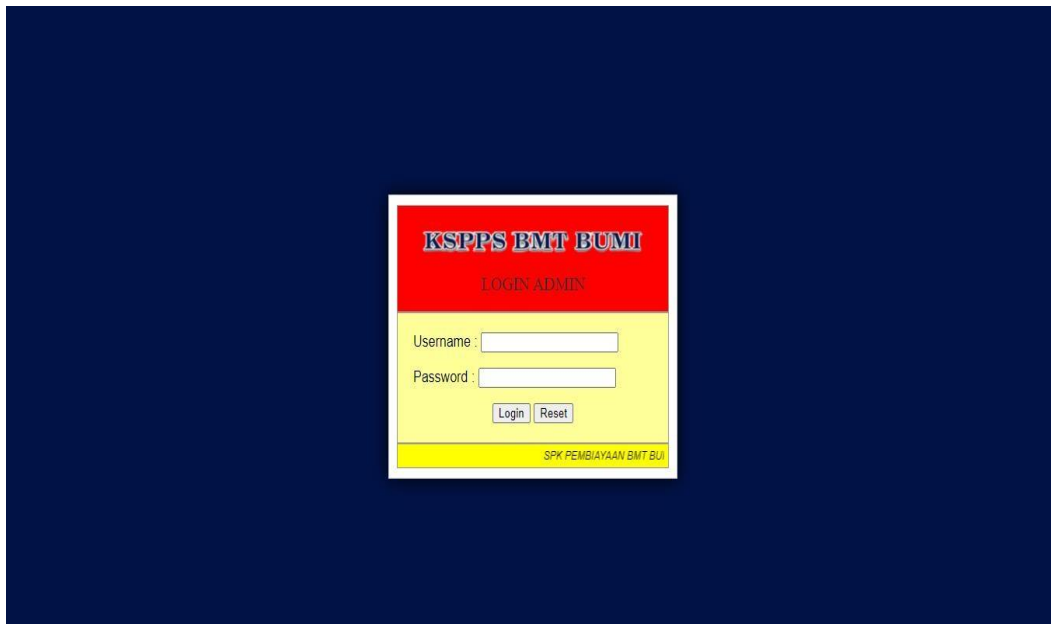 KSPPS BMT BUMI
LOGIN ADMIN
Username :
Password :
Login Reset
SPK PEMBIAYAAN BMT